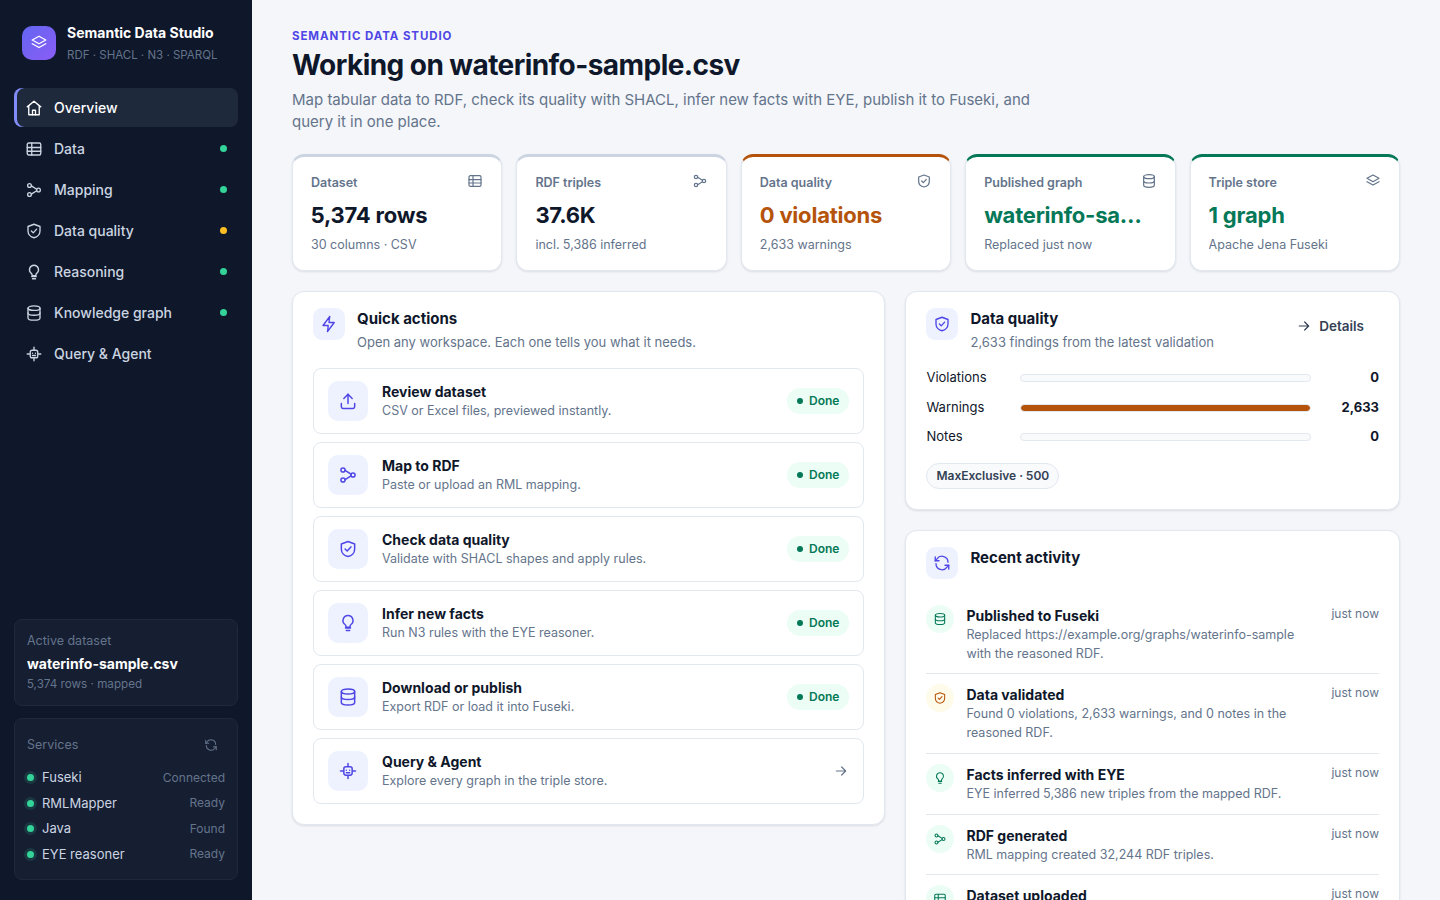 Semantic Data Studio
RDF · SHACL · N3 · SPARQL
Overview
Data
Mapping
Data quality
Reasoning
Knowledge graph
Query & Agent
Active dataset
waterinfo-sample.csv
5,374 rows · mapped
Services
Fuseki Connected
RMLMapper Ready
Java Found
EYE reasoner Ready
SEMANTIC DATA STUDIO
Working on waterinfo-sample.csv
Map tabular data to RDF, check its quality with SHACL, infer new facts with EYE, publish it to Fuseki, and
query it in one place.
Dataset
5,374 rows
30 columns · CSV
RDF triples
37.6K
incl. 5,386 inferred
Data quality
0 violations
2,633 warnings
Published graph
waterinfo-sa...
Replaced just now
Triple store
1 graph
Apache Jena Fuseki
Quick actions
Open any workspace. Each one tells you what it needs.
Review dataset
CSV or Excel files, previewed instantly.
Done
Map to RDF
Paste or upload an RML mapping.
Done
Check data quality
Validate with SHACL shapes and apply rules.
Done
Infer new facts
Run N3 rules with the EYE reasoner.
Done
Download or publish
Export RDF or load it into Fuseki.
Done
Query & Agent
Explore every graph in the triple store.
Data quality
2,633 findings from the latest validation
Details
Violations 0
Warnings 2,633
Notes 0
MaxExclusive · 500
Recent activity
Published to Fuseki just now
Replaced https://example.org/graphs/waterinfo-sample
with the reasoned RDF.
Data validated just now
Found 0 violations, 2,633 warnings, and 0 notes in the
reasoned RDF.
Facts inferred with EYE just now
EYE inferred 5,386 new triples from the mapped RDF.
RDF generated just now
RML mapping created 32,244 RDF triples.
Dataset uploaded just now